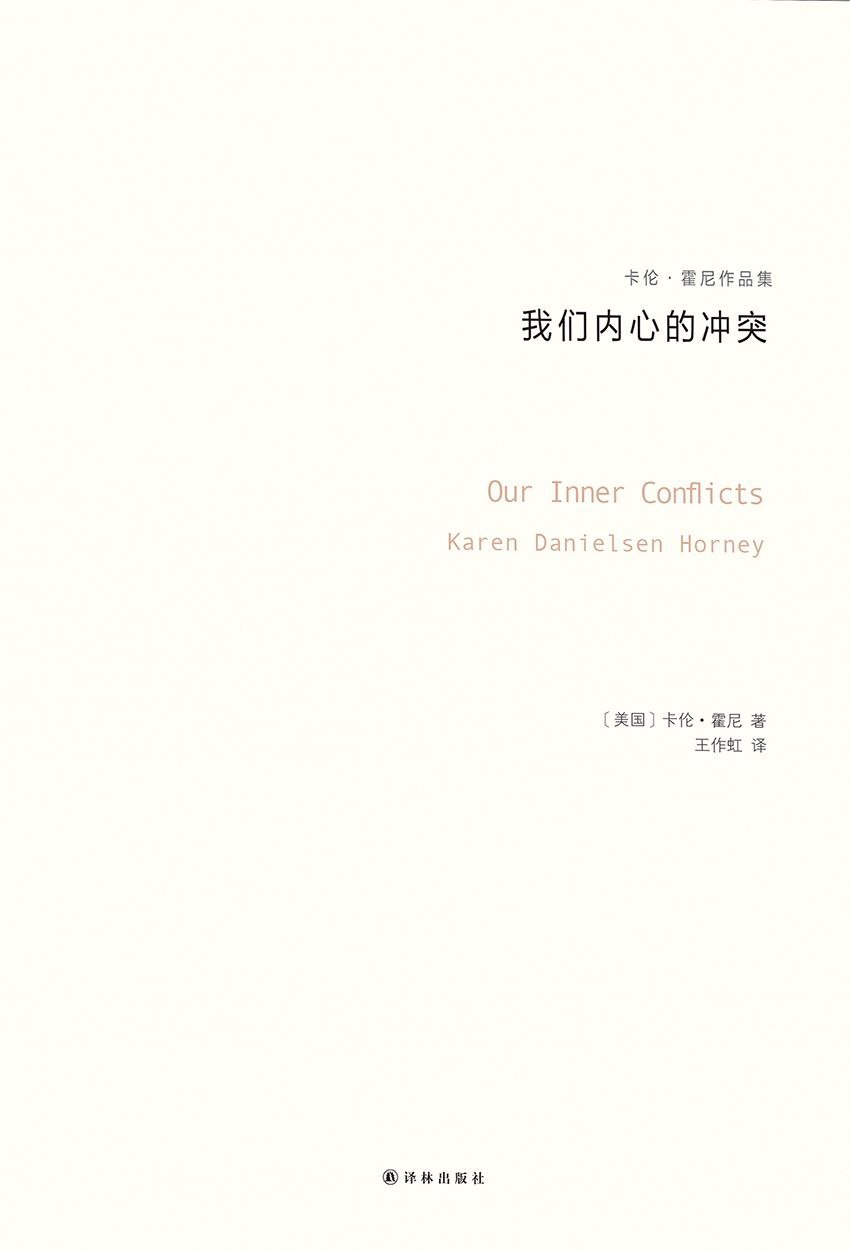 卡伦·霍尼作品集
我们内心的冲突
Our Inner Conflicts
Karen Danielsen Horney
〔美国〕卡伦·霍尼 著
王作虹 译
译林出版社